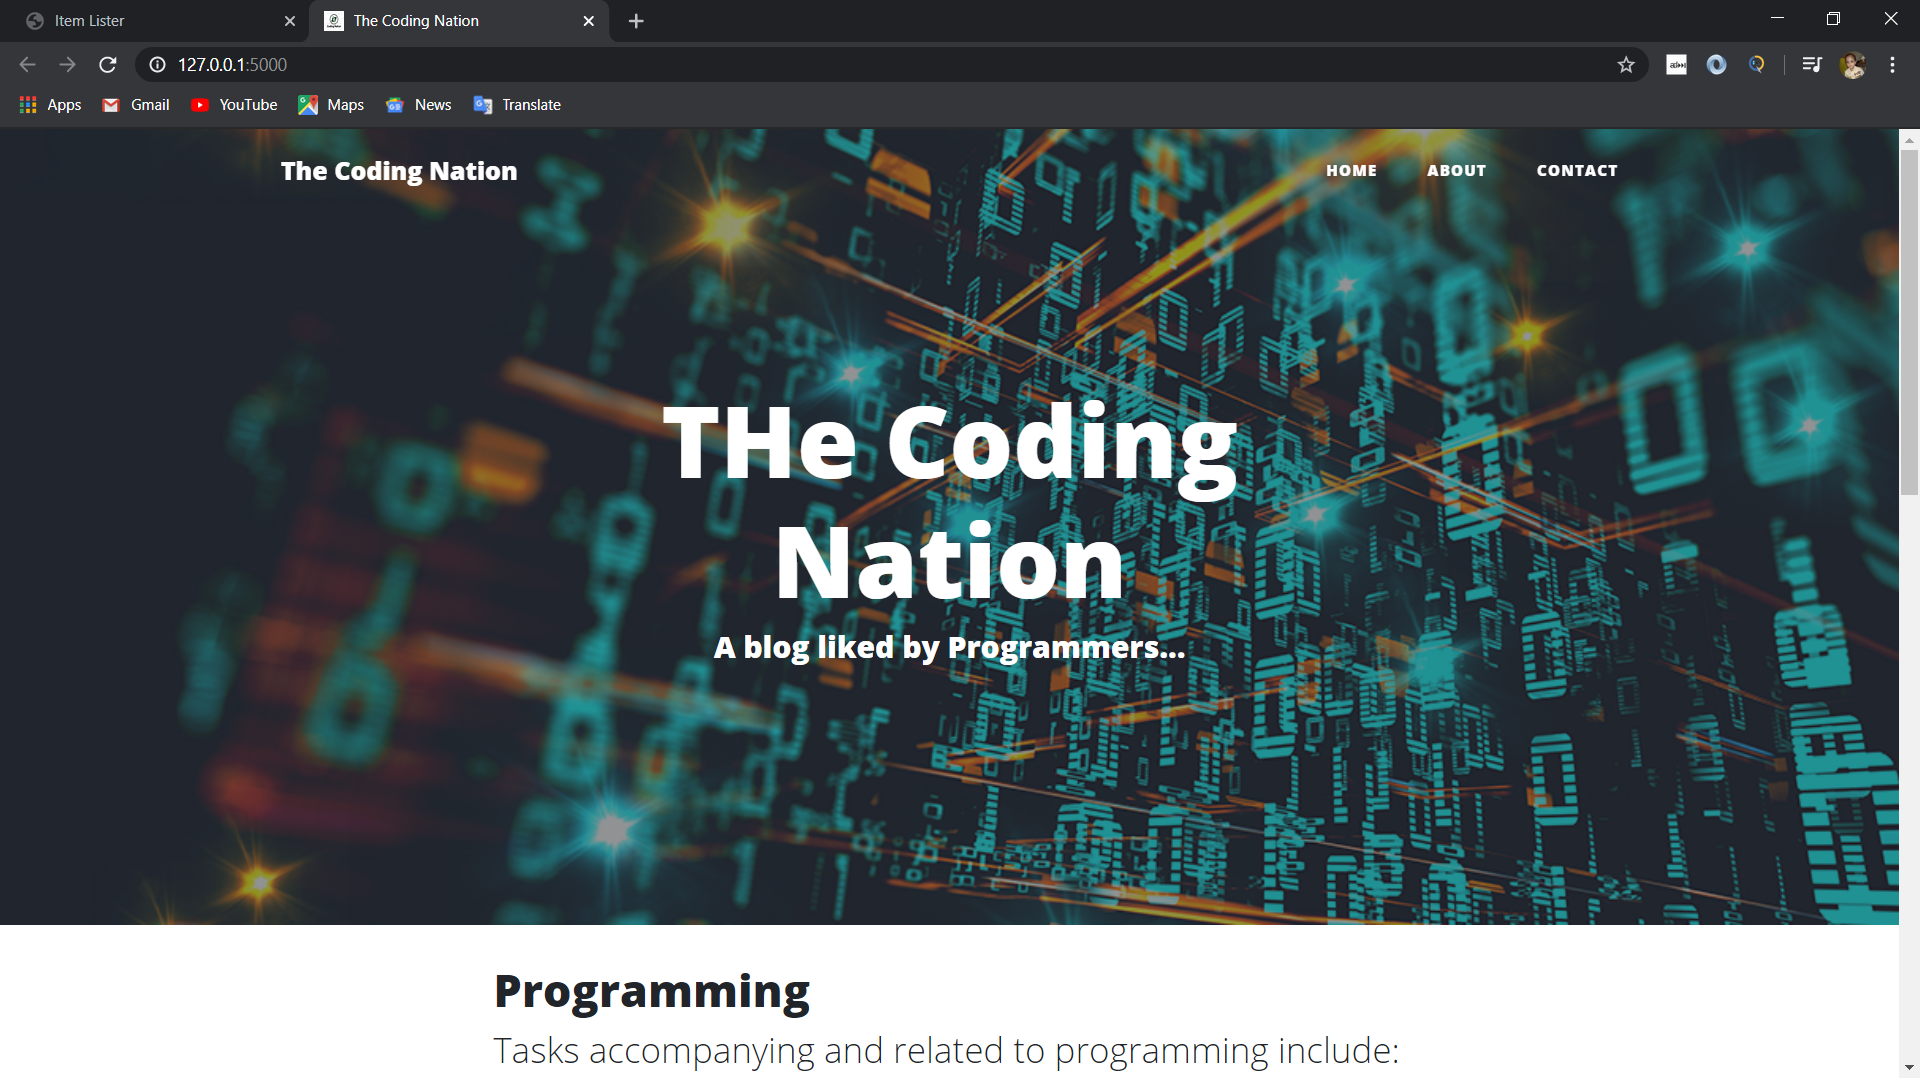 Item Lister
The Coding Nation
127.0.0.1:5000
Apps
Gmail
YouTube
Maps
News
Translate
The Coding Nation
HOME
ABOUT
CONTACT
THe Coding
Nation
A blog liked by Programmers...
Programming
Tasks accompanying and related to programming include: